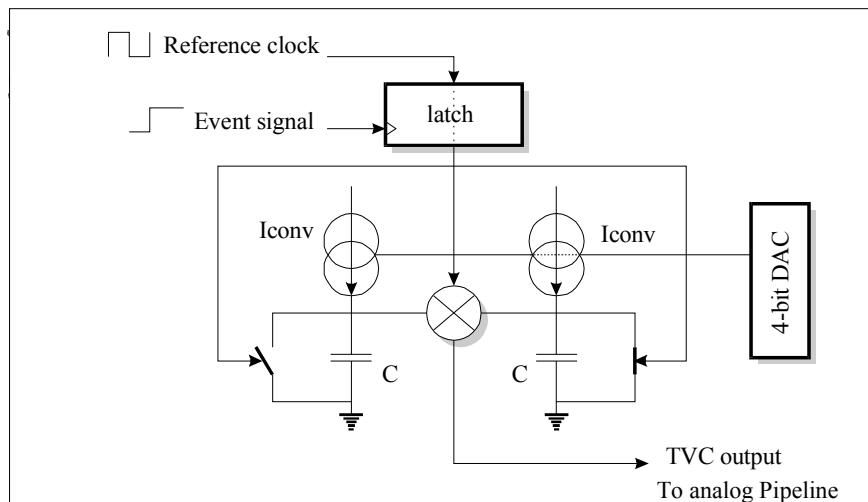 Reference clock
Event signal
latch
Iconv
Iconv
4-bit DAC
C
C
TVC output
To analog Pipeline